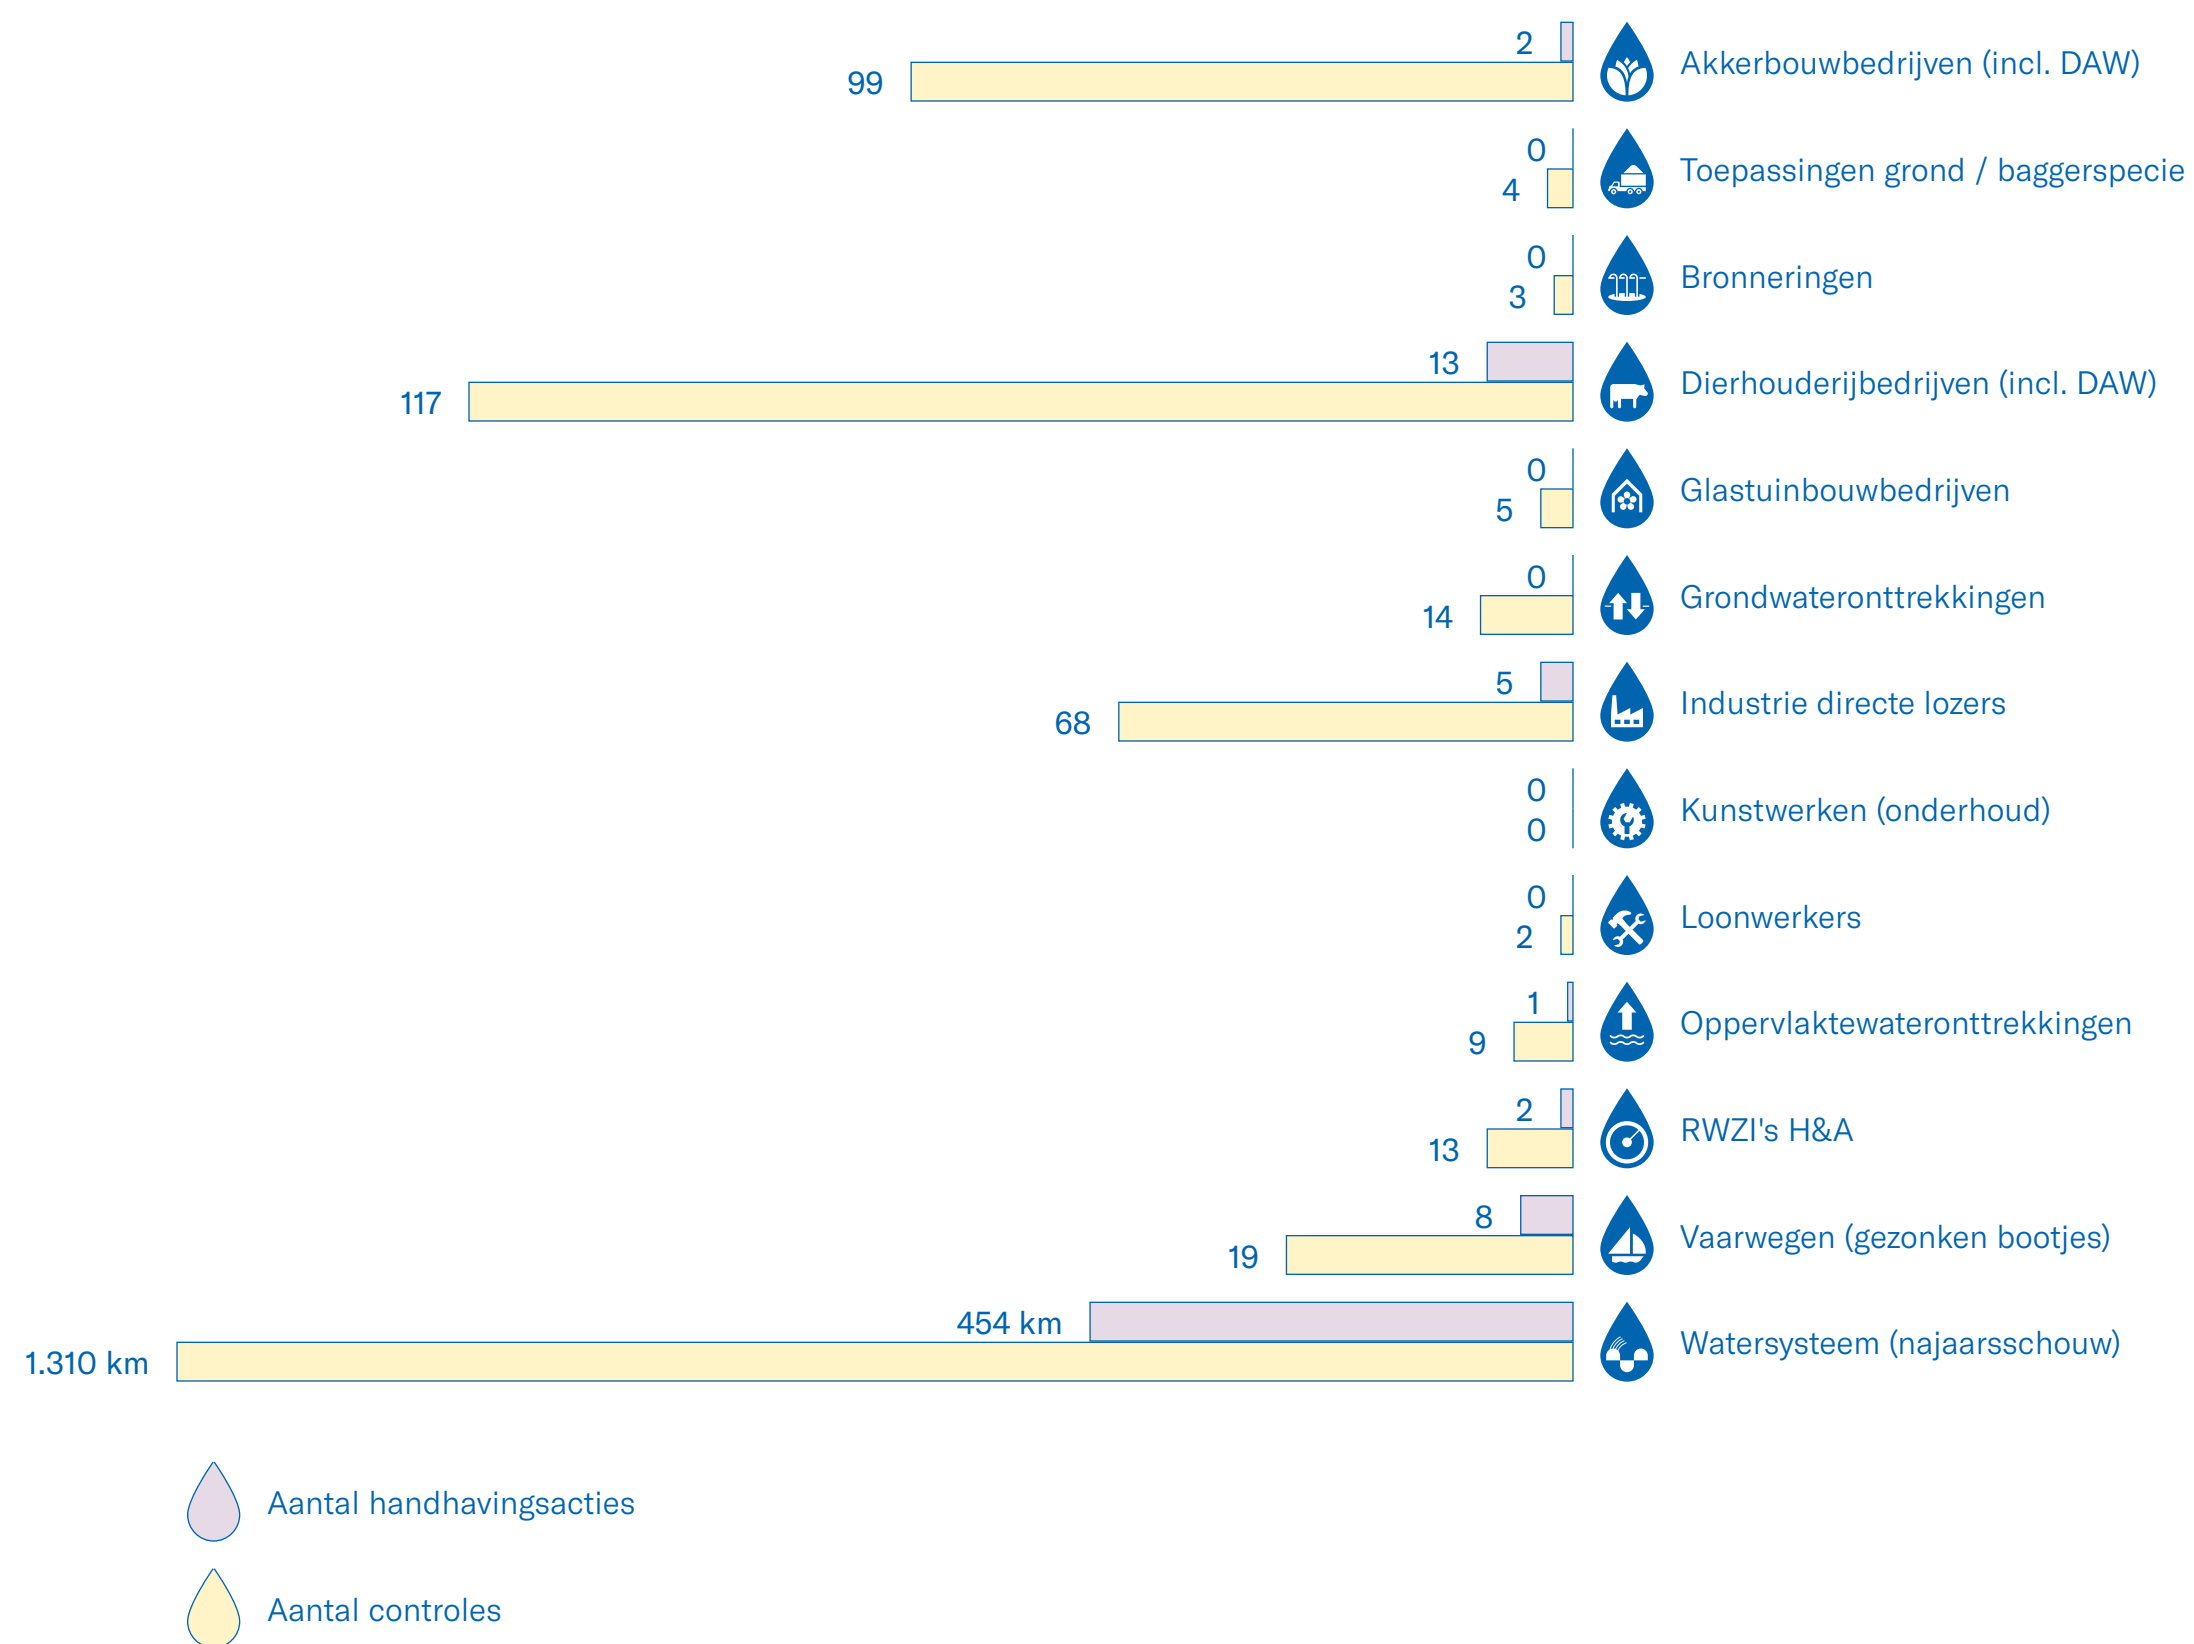 2
99
Akkerbouwbedrijven (incl. DAW)
0
4
Toepassingen grond / baggerspecie
0
3
Bronneringen
13
117
Dierhouderijbedrijven (incl. DAW)
0
5
Glastuinbouwbedrijven
0
14
Grondwateronttrekkingen
5
68
Industrie directe lozers
0
0
Kunstwerken (onderhoud)
0
2
Loonwerkers
1
9
Oppervlaktewateronttrekkingen
2
13
RWZI's H&A
8
19
Vaarwegen (gezonken bootjes)
454 km
1.310 km
Watersysteem (najaarsschouw)
Aantal handhavingsacties
Aantal controles